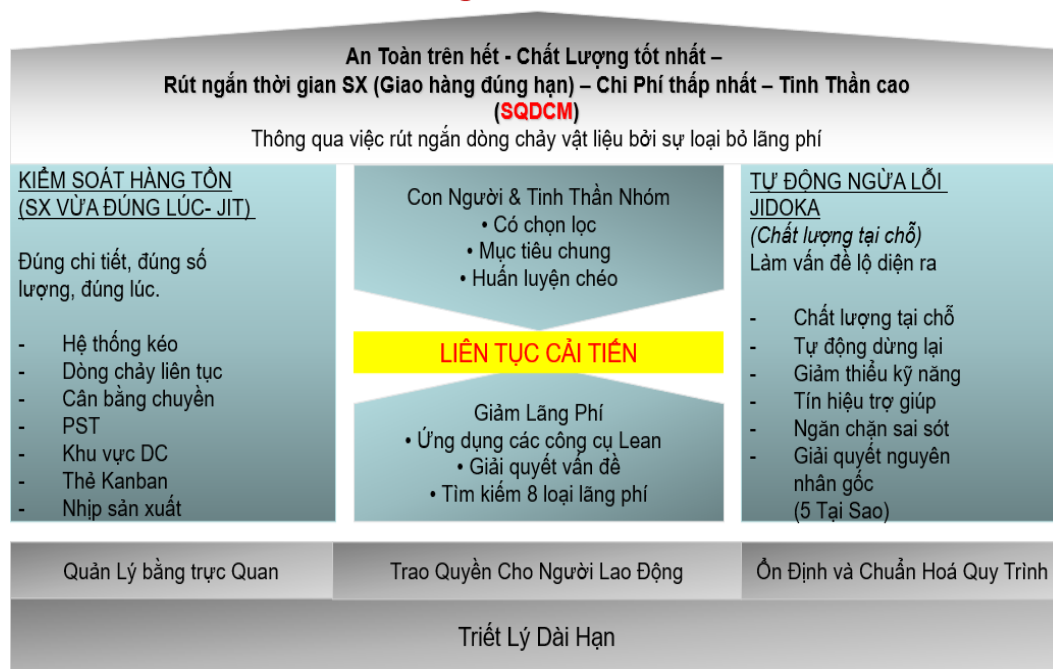 An Toàn trên hết - Chất Lượng tốt nhất –
Rút ngắn thời gian SX (Giao hàng đúng hạn) – Chi Phí thấp nhất – Tinh Thần cao
(SQDCM)
Thông qua việc rút ngắn dòng chảy vật liệu bởi sự loại bỏ lãng phí
KIỂM SOÁT HÀNG TỒN
(SX VỪA ĐÚNG LÚC- JIT)
Đúng chi tiết, đúng số
lượng, đúng lúc.
- Hệ thống kéo
- Dòng chảy liên tục
- Cân bằng chuyền
- PST
- Khu vực DC
- Thẻ Kanban
- Nhịp sản xuất
Con Người & Tinh Thần Nhóm
• Có chọn lọc
• Mục tiêu chung
• Huấn luyện chéo
LIÊN TỤC CẢI TIẾN
Giảm Lãng Phí
• Ứng dụng các công cụ Lean
• Giải quyết vấn đề
• Tìm kiếm 8 loại lãng phí
TỰ ĐỘNG NGỪA LỖI
JIDOKA
(Chất lượng tại chỗ)
Làm vấn đề lộ diện ra
- Chất lượng tại chỗ
- Tự động dừng lại
- Giảm thiểu kỹ năng
- Tín hiệu trợ giúp
- Ngăn chặn sai sót
- Giải quyết nguyên
nhân gốc
(5 Tại Sao)
Quản Lý bằng trực Quan
Trao Quyền Cho Người Lao Động
Ổn Định và Chuẩn Hoá Quy Trình
Triết Lý Dài Hạn